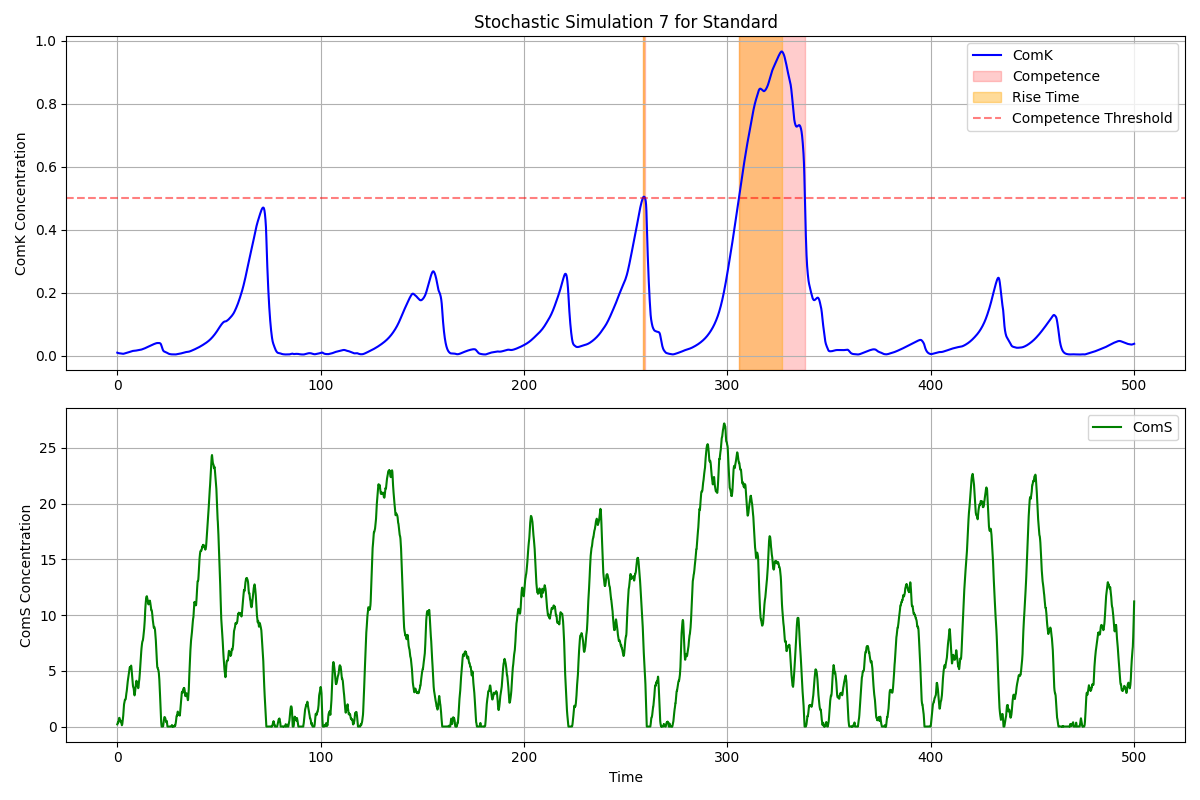 Stochastic Simulation 7 for Standard
ComK Concentration
1.0
0.8
0.6
0.4
0.2
0.0
ComK
Competence
Rise Time
Competence Threshold
0 100 200 300 400 500
ComS Concentration
25
20
15
10
5
0
ComS
0 100 200 300 400 500
Time